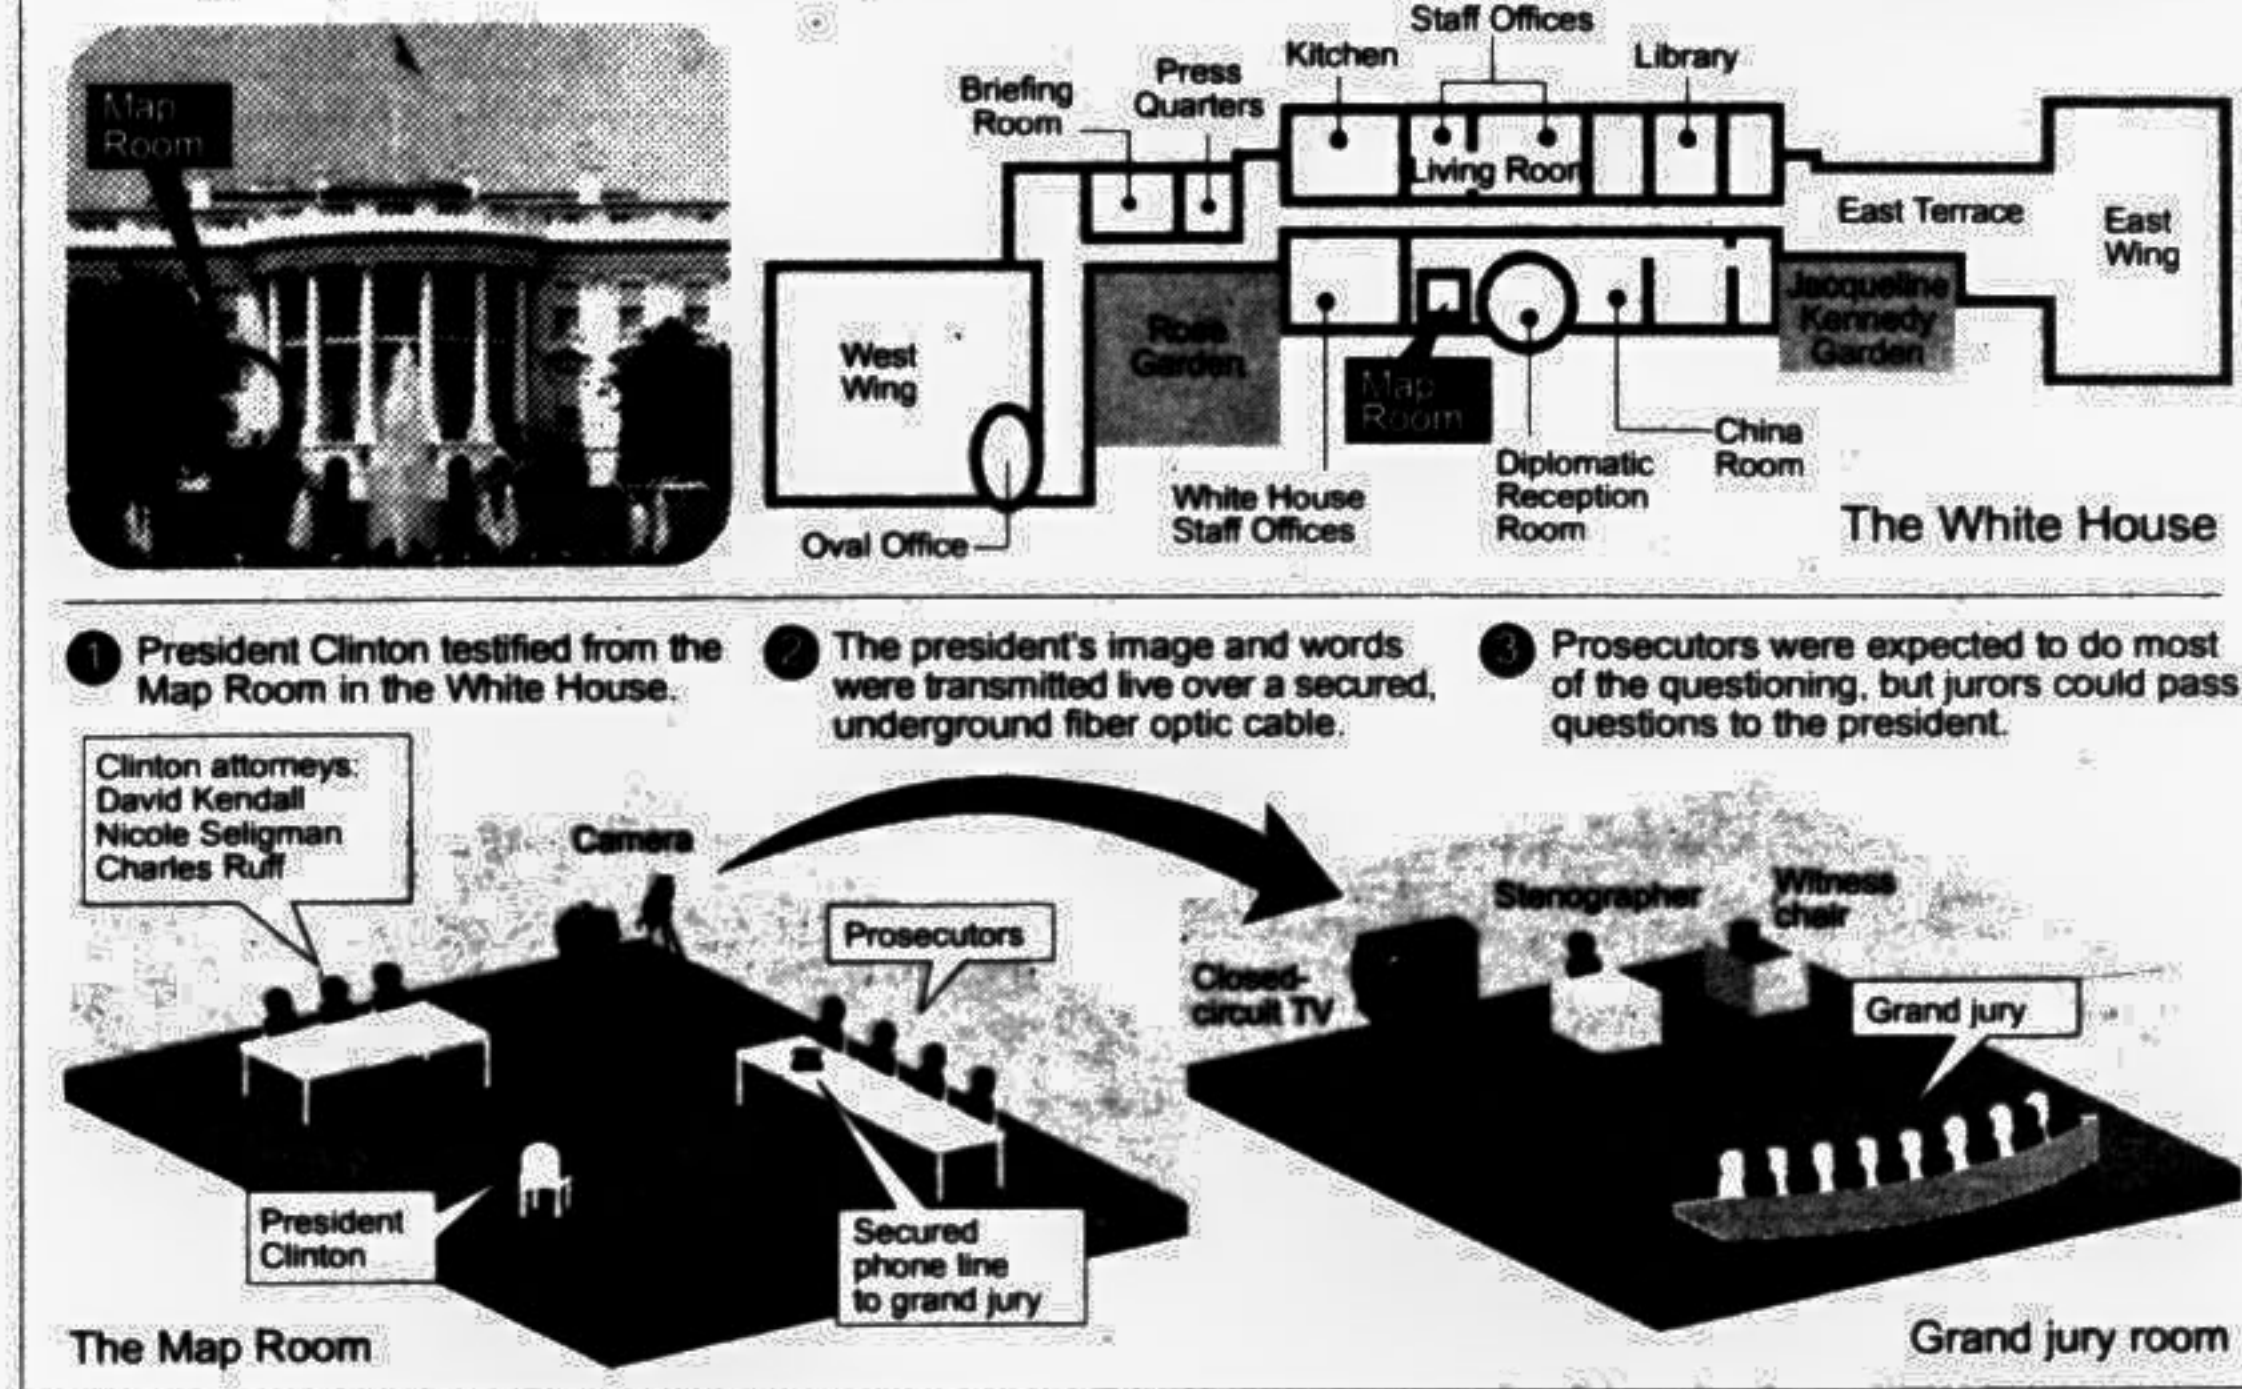 Map
Room
Staff Offices
Kitchen
Library
Press
Quarters
Briefing
Room
Living Room
East Terrace
East
Wing
West
Wing
Rose
Garden
Jacqueline
Kennedy
Garden
Map
Room
China
Room
Diplomatic
Reception
Room
White House
Staff Offices
Oval Office
The White House
1 President Clinton testified from the
Map Room in the White House.
2 The president's image and words
were transmitted live over a secured,
underground fiber optic cable.
3 Prosecutors were expected to do most
of the questioning, but jurors could pass
questions to the president.
Clinton attorneys:
David Kendall
Nicole Seligman
Charles Ruff
Camera
Prosecutors
President
Clinton
Secured
phone line
to grand jury
The Map Room
Closed-
circuit TV
Stenographer
Witness
chair
Grand jury
Grand jury room